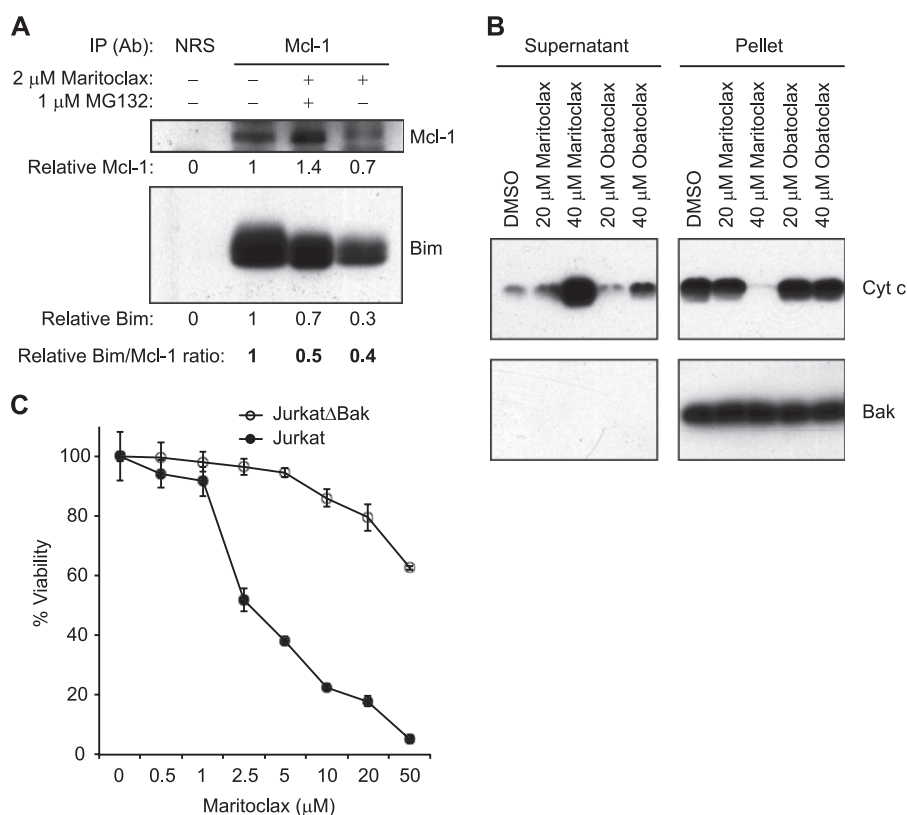 A
IP (Ab): NRS Mcl-1
2 μM Maritoclax: – – + +
1 μM MG132: – – + –
Mcl-1
Relative Mcl-1: 0 1 1.4 0.7
Bim
Relative Bim: 0 1 0.7 0.3
Relative Bim/Mcl-1 ratio: 1 0.5 0.4
B
Supernatant Pellet
DMSO
20 μM Maritoclax
40 μM Maritoclax
20 μM Obatoclax
40 μM Obatoclax
DMSO
20 μM Maritoclax
40 μM Maritoclax
20 μM Obatoclax
40 μM Obatoclax
Cyt c
Bak
C
JurkatΔBak
Jurkat
% Viability
100
80
60
40
20
0
0 0.5 1 2.5 5 10 20 50
Maritoclax (μM)